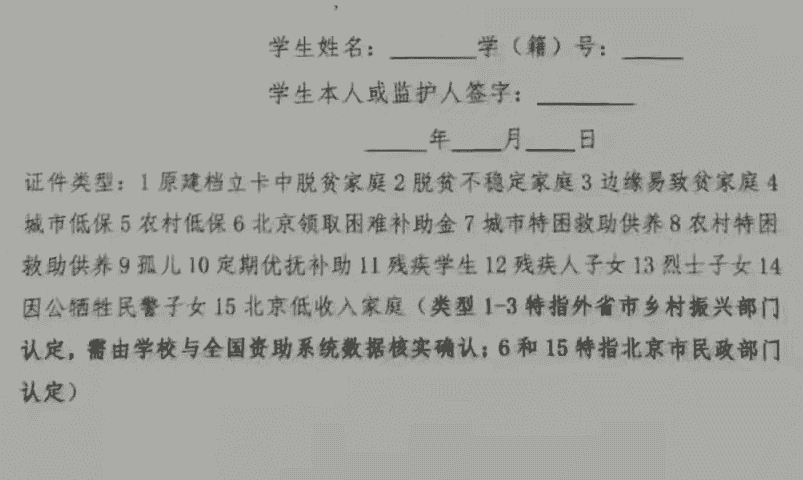 学生姓名：______学（籍）号：____
学生本人或监护人签字：_______
____年____月____日
证件类型：1 原建档立卡中脱贫家庭 2 脱贫不稳定家庭 3 边缘易致贫家庭 4
城市低保 5 农村低保 6 北京领取困难补助金 7 城市特困救助供养 8 农村特困
救助供养 9 孤儿 10 定期优抚补助 11 残疾学生 12 残疾人子女 13 烈士子女 14
因公牺牲民警子女 15 北京低收入家庭（类型 1-3 特指外省市乡村振兴部门
认定，需由学校与全国资助系统数据核实确认；6 和 15 特指北京市民政部门
认定）